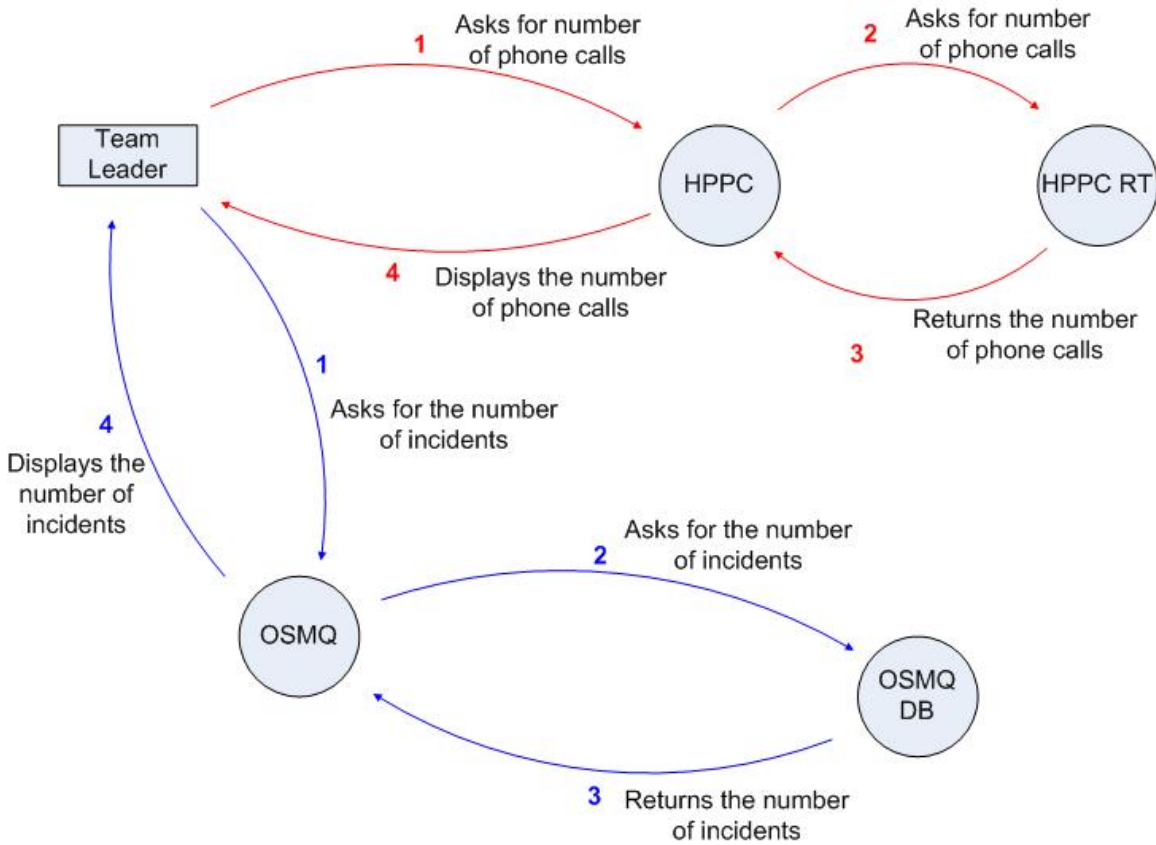 1
Asks for number
of phone calls
2
Asks for number
of phone calls
Team
Leader
HPPC
HPPC RT
4
Displays the number
of phone calls
Returns the number
of phone calls
3
1
Asks for the number
of incidents
4
Displays the
number of
incidents
2
Asks for the number
of incidents
OSMQ
OSMQ
DB
3
Returns the number
of incidents